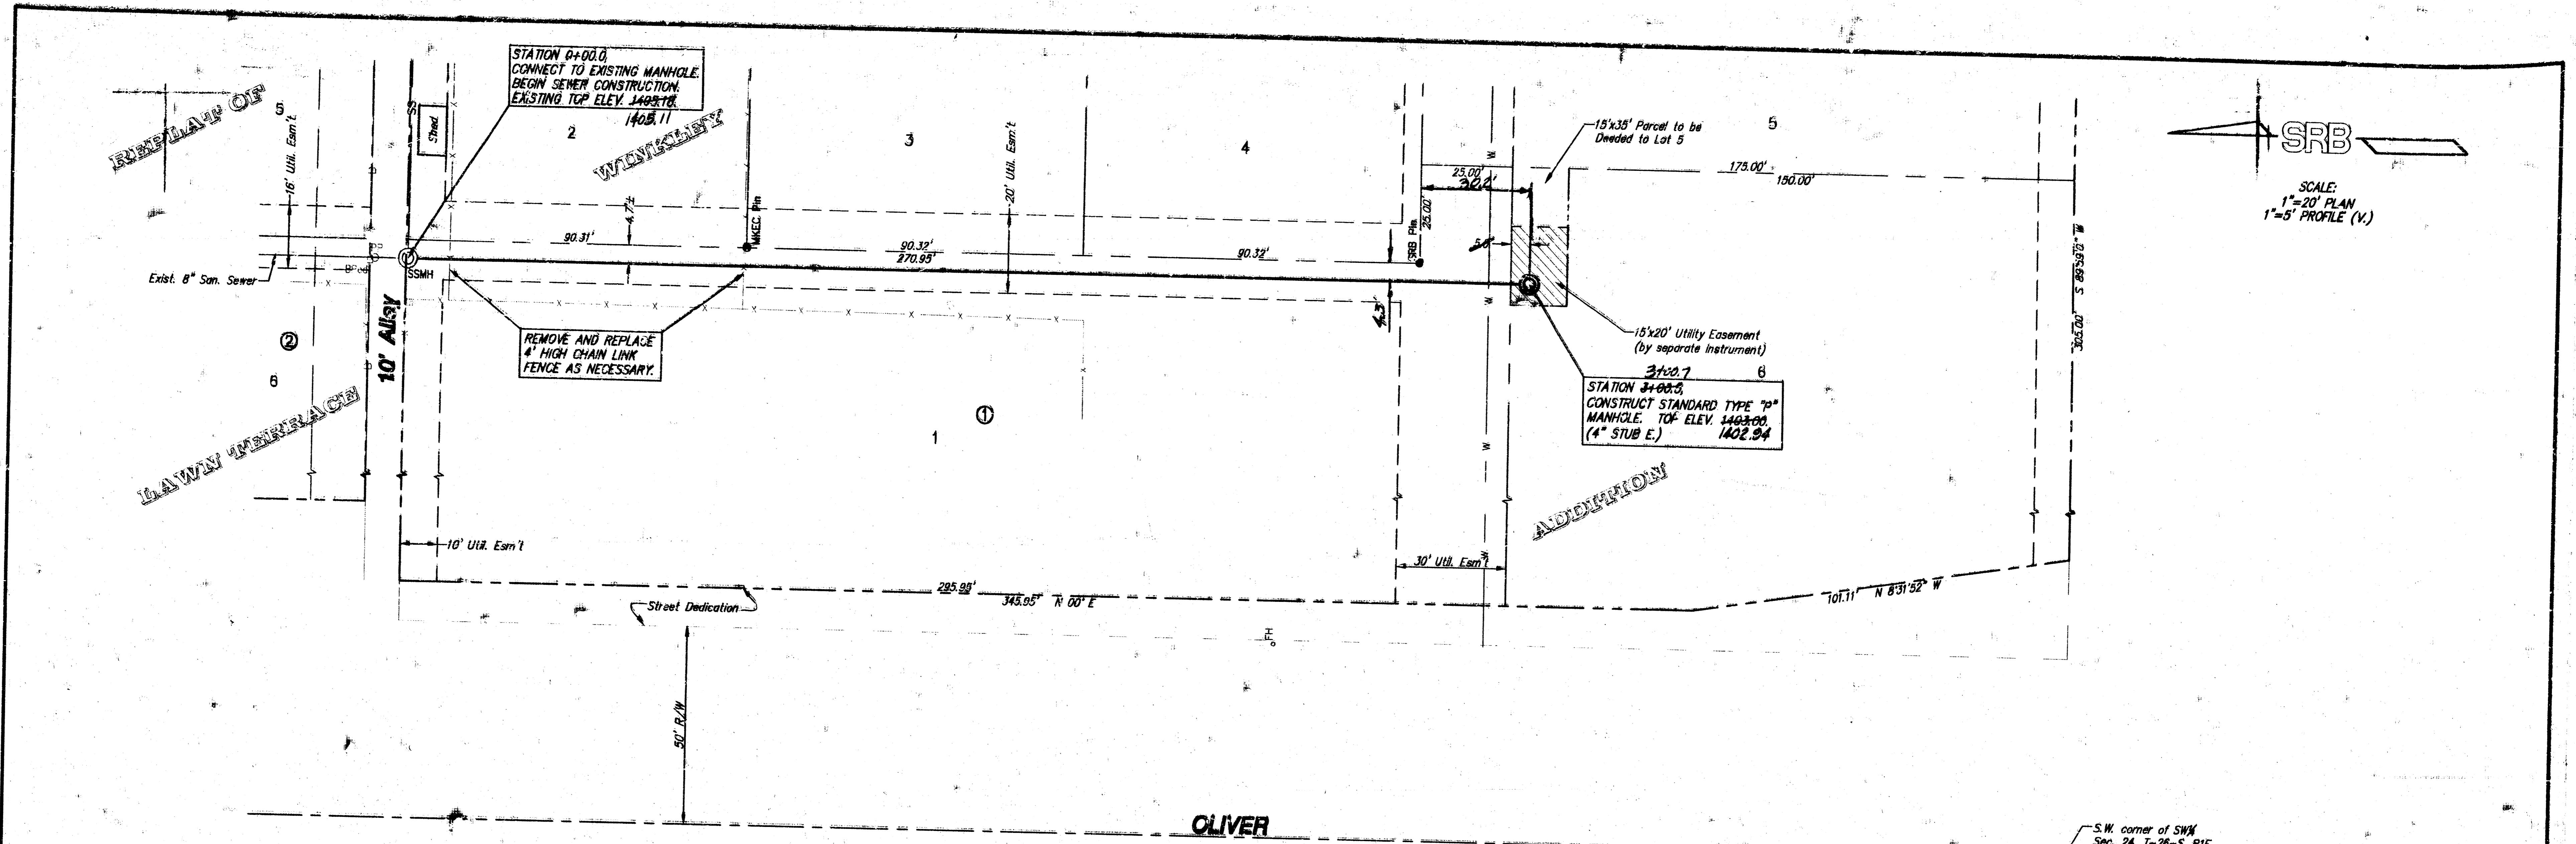 STATION 0+00.0,
CONNECT TO EXISTING MANHOLE.
BEGIN SEWER CONSTRUCTION.
EXISTING TOP ELEV. 1405.18.
1405.11
REPLAT OF
5
16' Util. Esm't
SS
Shed
2
WINKLEY
3
20' Util. Esm't
4
15'x35' Parcel to be
Deeded to Lot 5
5
SRB
SCALE:
1"=20' PLAN
1"=5' PROFILE (V.)
25.00'
30.2'
175.00'
150.00'
25.00'
W
4.7'±
MKEC Pin
SRB Pin
5.0'
90.31'
90.32'
270.95'
90.32'
Exist. 8" San. Sewer
SSMH
4.3'
W
S 89°59'0" W
305.00'
10' Alley
REMOVE AND REPLACE
4' HIGH CHAIN LINK
FENCE AS NECESSARY.
15'x20' Utility Easement
(by separate Instrument)
2
6
3+00.7
6
STATION 3+00.5,
CONSTRUCT STANDARD TYPE "P"
MANHOLE. TOP ELEV. 1403.00.
(4" STUB E.) 1402.94
LAWN TERRACE
1
1
ADDITION
10' Util. Esm't
30' Util. Esm't
W
Street Dedication
295.95'
345.95' N 00° E
101.11' N 8°31'52" W
FH
50' R/W
OLIVER
S.W. corner of SW¼
Sec. 24, T-26-S, R1E